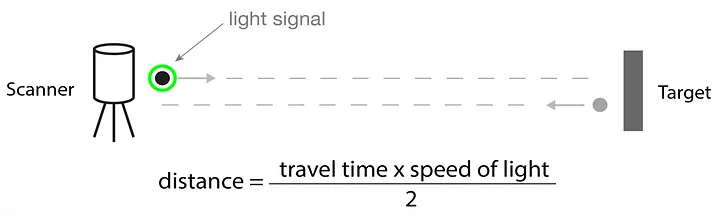 light signal
Scanner
Target
distance = travel time x speed of light
2